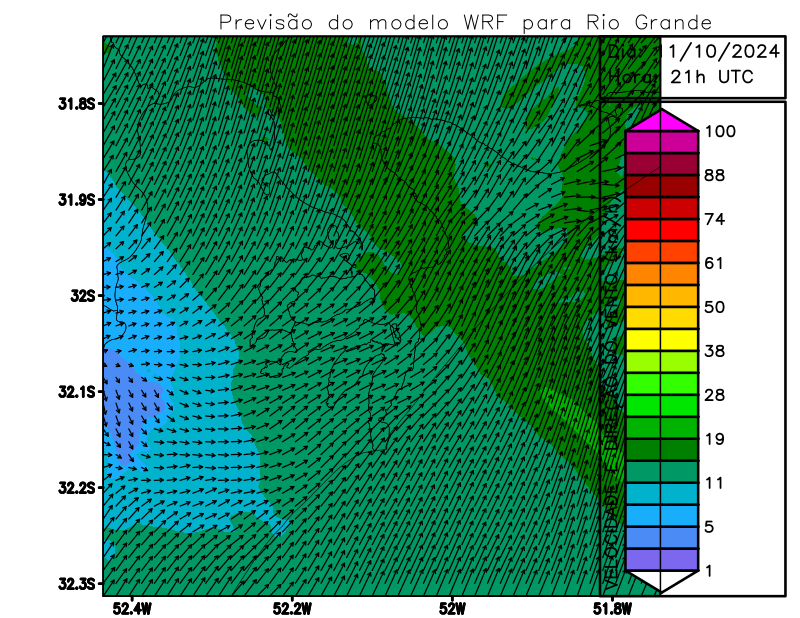 Previsão do modelo WRF para Rio Grande
Dia: 11/10/2024
Hora: 21h UTC
31.8S
31.9S
32S
32.1S
32.2S
32.3S
52.4W
52.2W
52W
51.8W
VELOCIDADE E DIREÇÃO DO VENTO (km/h)
100
88
74
61
50
38
28
19
11
5
1